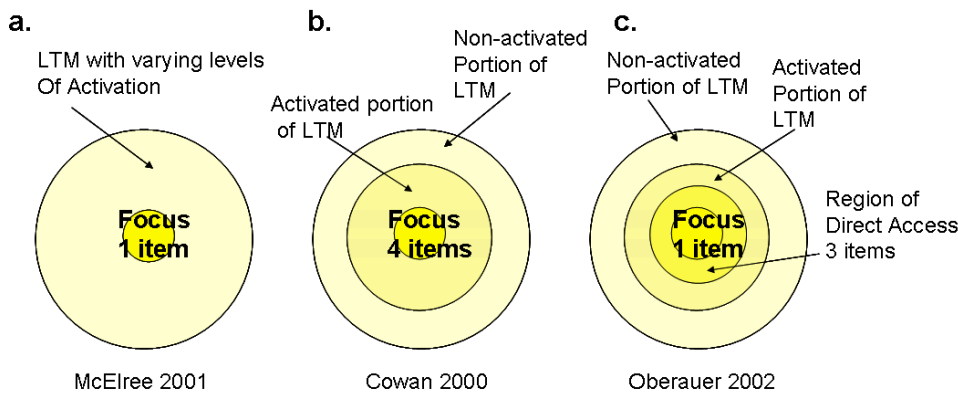 a.
LTM with varying levels
Of Activation
Focus
1 item
McElree 2001
b.
Non-activated
Portion of
LTM
Activated portion
of LTM
Focus
4 items
Cowan 2000
c.
Non-activated
Portion of LTM
Activated
Portion of
LTM
Region of
Direct Access
3 items
Focus
1 item
Oberauer 2002